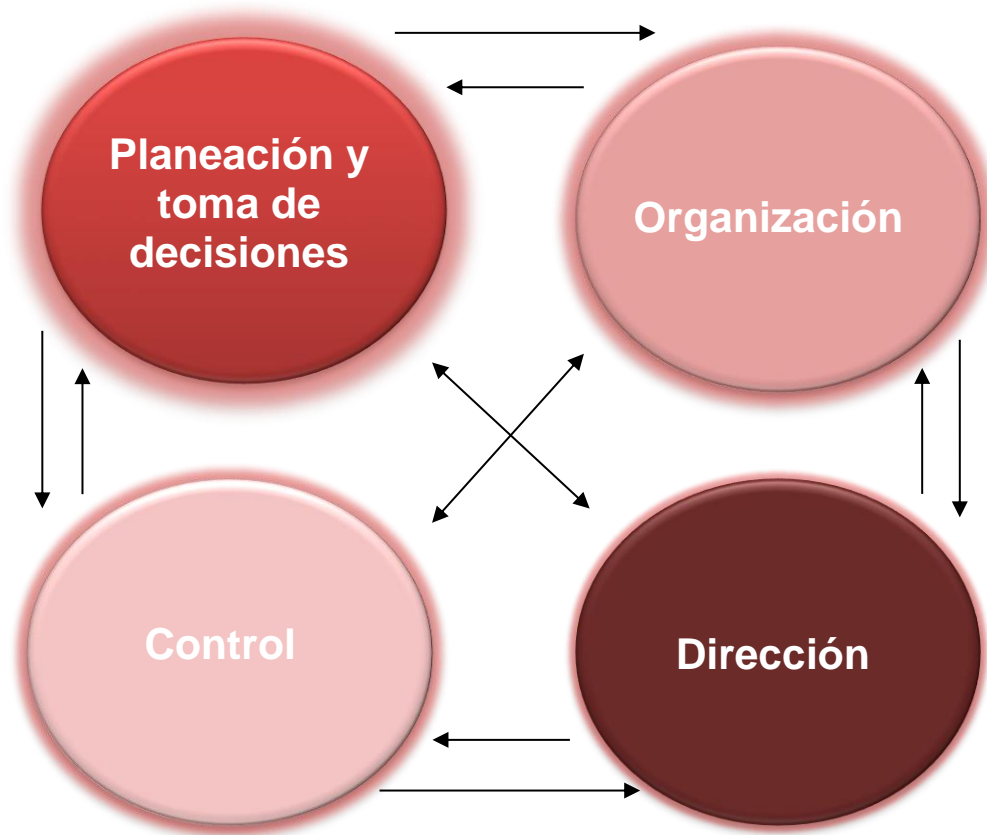 Planeación y
toma de
decisiones
Organización
Control
Dirección